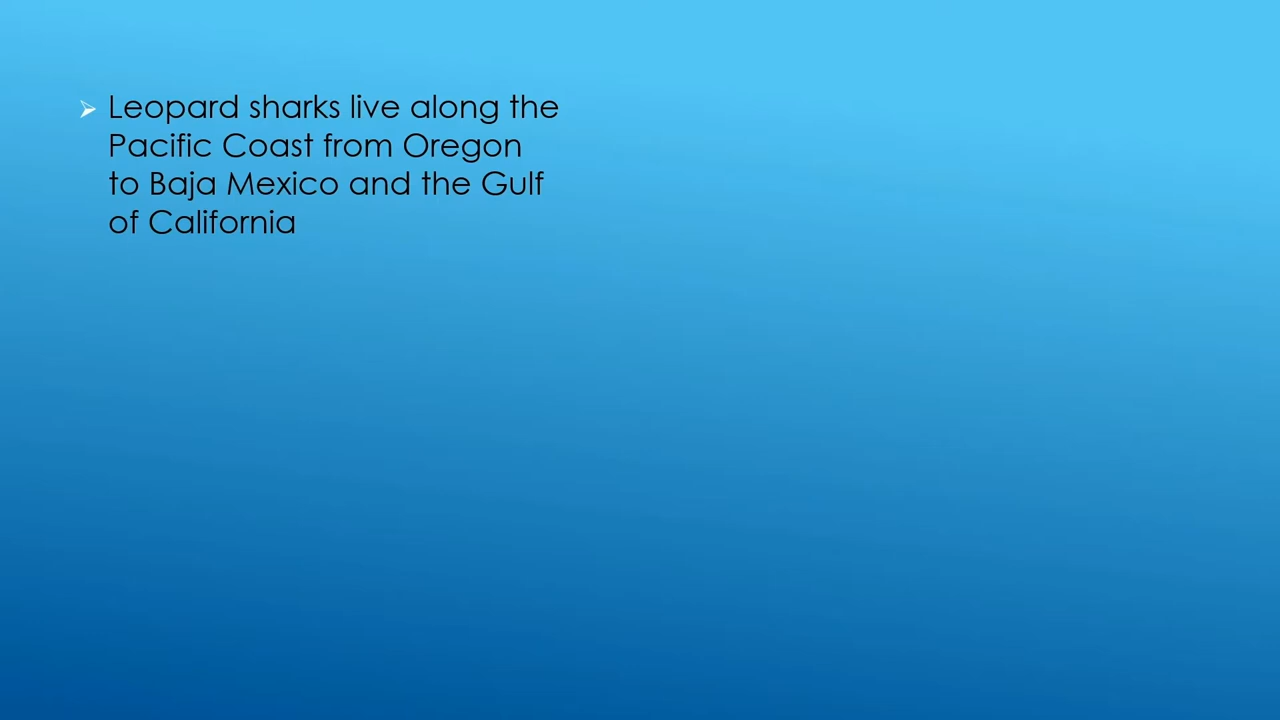 Leopard sharks live along the
Pacific Coast from Oregon
to Baja Mexico and the Gulf
of California